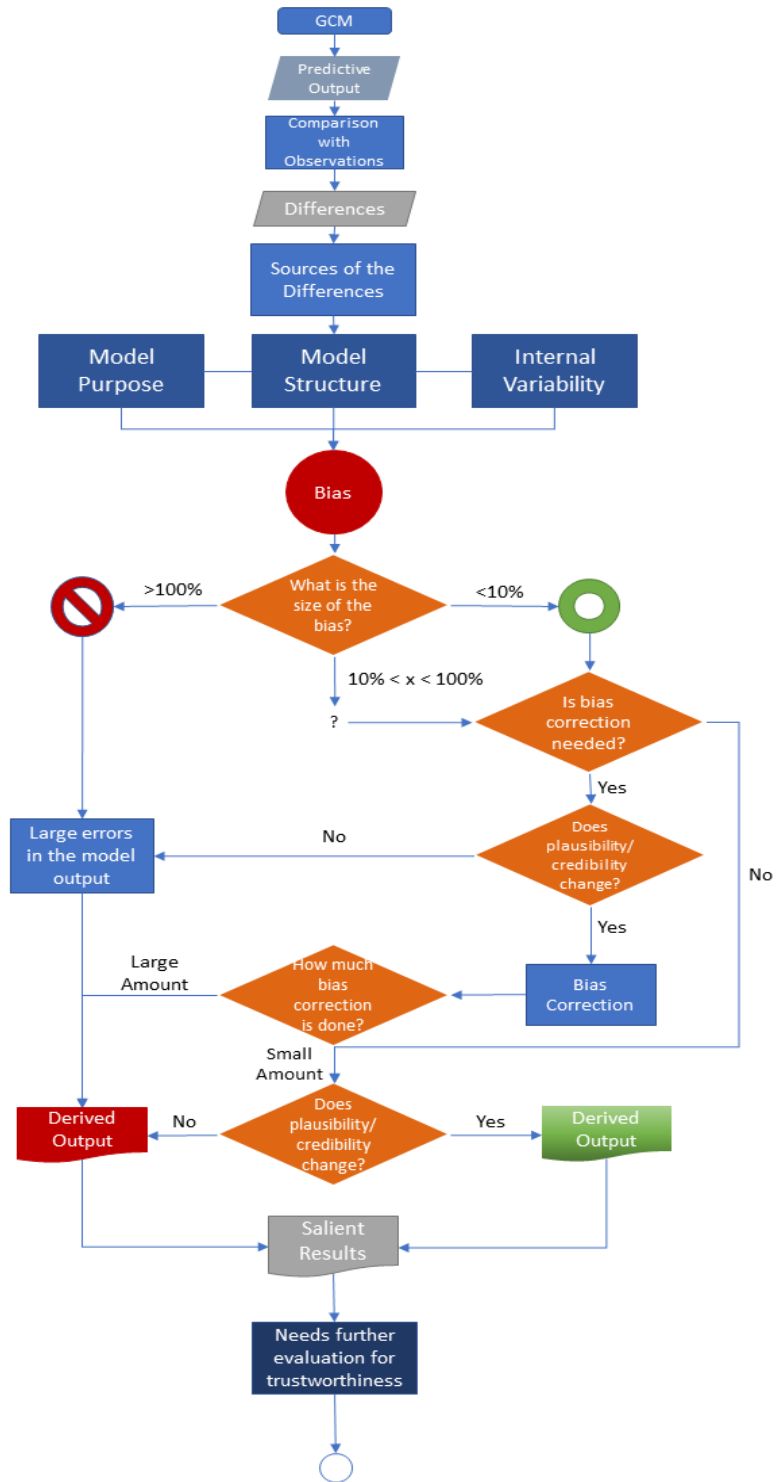 GCM
Predictive
Output
Comparison
with
Observations
Differences
Sources of the
Differences
Model
Purpose
Model
Structure
Internal
Variability
Bias
>100%
What is the
size of the
bias?
<10%
10% < x < 100%
?
Is bias
correction
needed?
Yes
No
Large errors
in the model
output
No
Does
plausibility/
credibility
change?
Yes
Large
Amount
How much
bias
correction
is done?
Bias
Correction
Small
Amount
Derived
Output
No
Does
plausibility/
credibility
change?
Yes
Derived
Output
Salient
Results
Needs further
evaluation for
trustworthiness